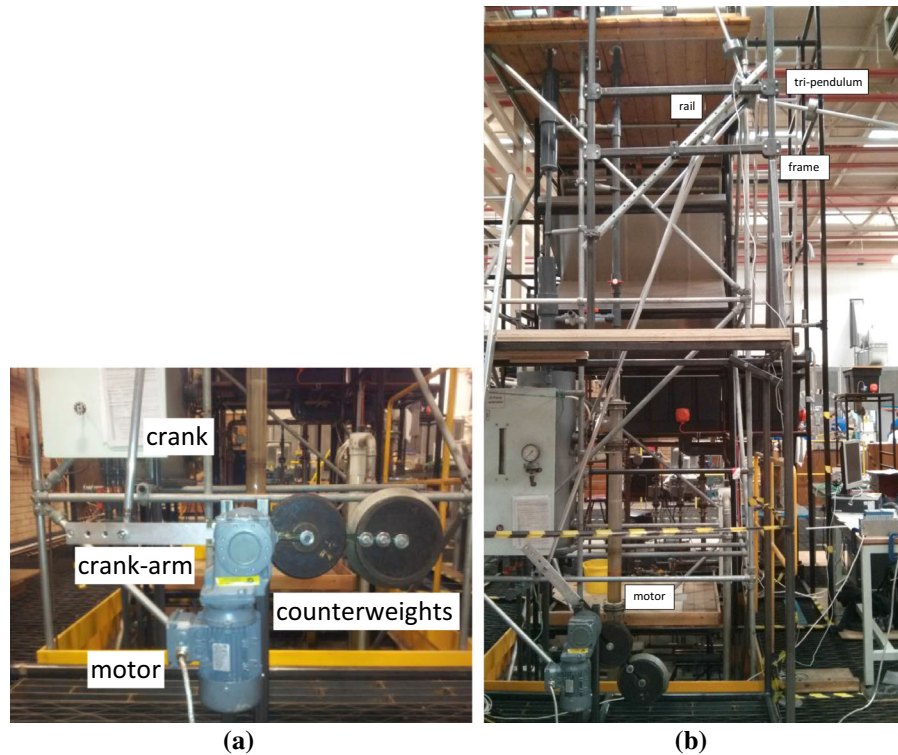 crank
crank-arm
counterweights
motor
(a)
rail
tri-pendulum
frame
motor
(b)